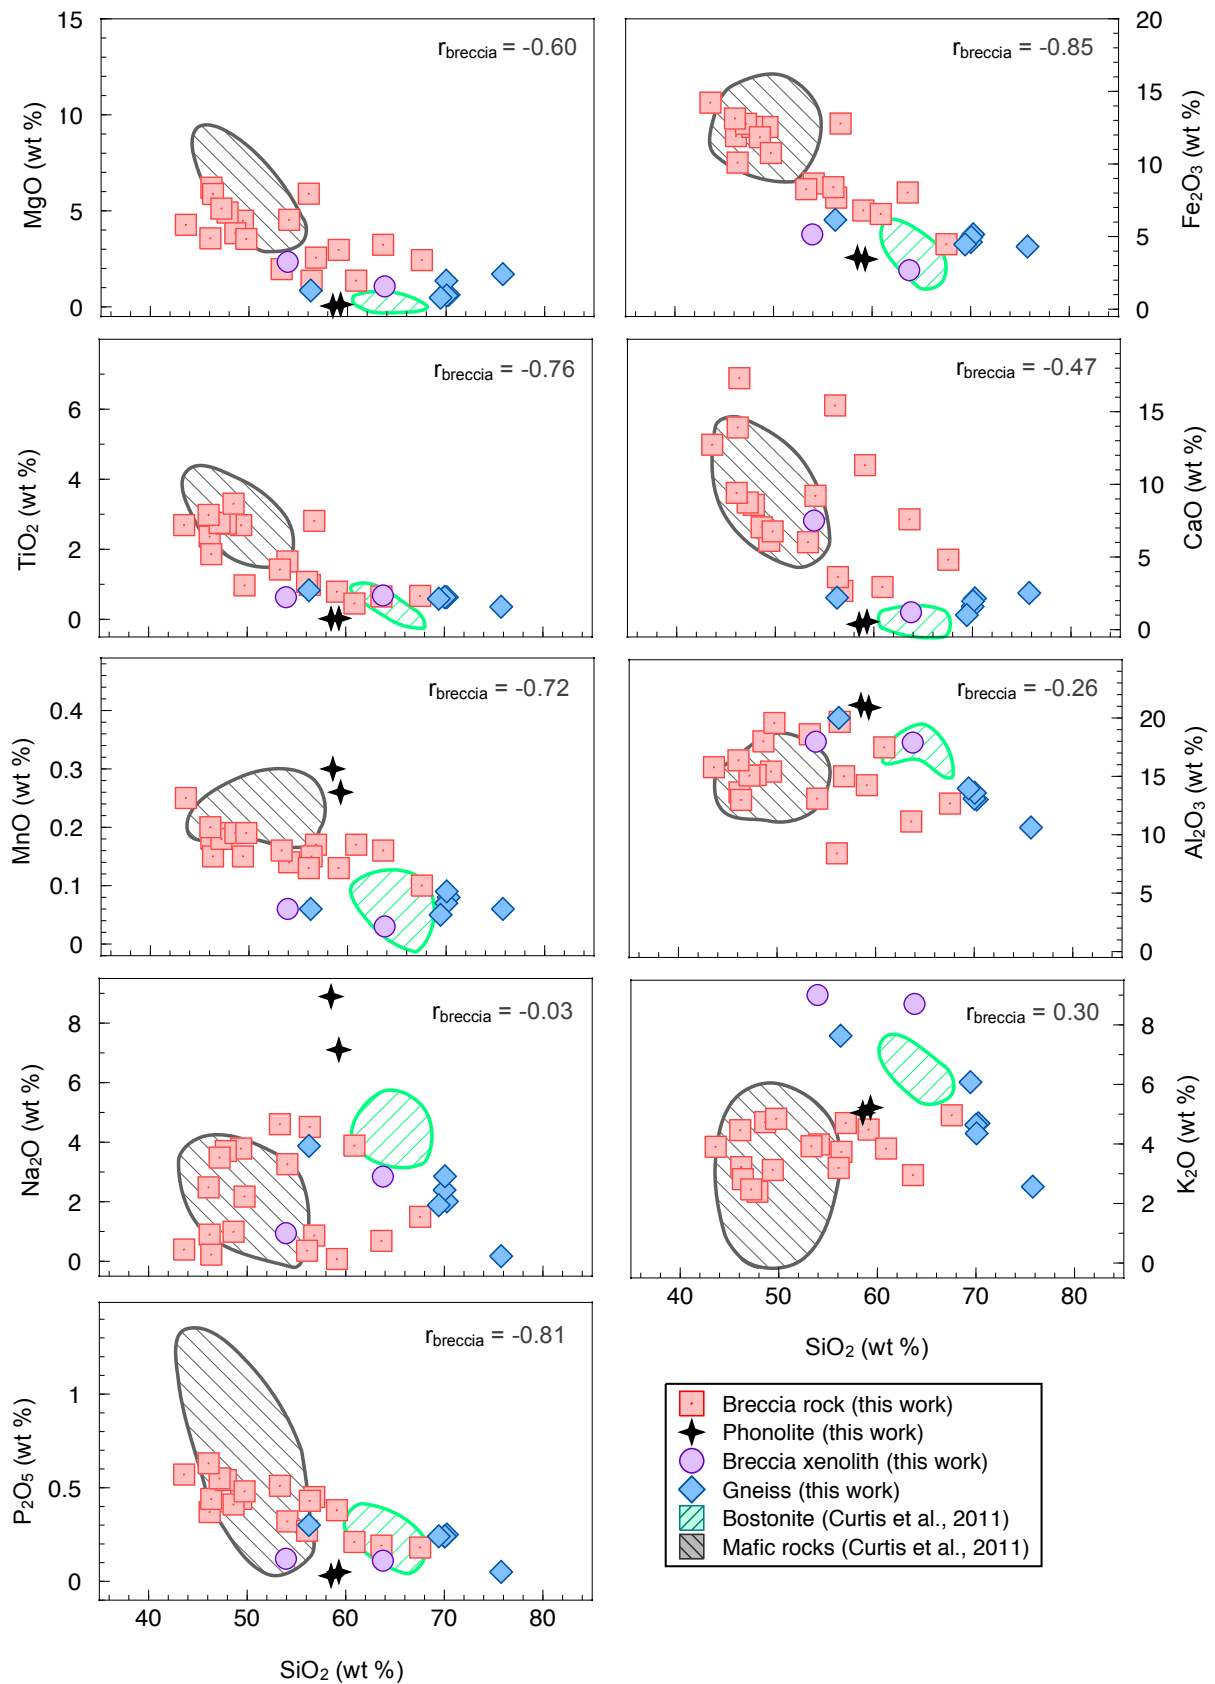 15
10
5
0
MgO (wt %)
r_breccia = -0.60
20
15
10
5
0
Fe₂O₃ (wt %)
r_breccia = -0.85
6
4
2
0
TiO₂ (wt %)
r_breccia = -0.76
15
10
5
0
CaO (wt %)
r_breccia = -0.47
0.4
0.3
0.2
0.1
0
MnO (wt %)
r_breccia = -0.72
20
15
10
5
0
Al₂O₃ (wt %)
r_breccia = -0.26
8
6
4
2
0
Na₂O (wt %)
r_breccia = -0.03
8
6
4
2
0
K₂O (wt %)
r_breccia = 0.30
40 50 60 70 80
SiO₂ (wt %)
1
0.5
0
P₂O₅ (wt %)
r_breccia = -0.81
40 50 60 70 80
SiO₂ (wt %)
Breccia rock (this work)
Phonolite (this work)
Breccia xenolith (this work)
Gneiss (this work)
Bostonite (Curtis et al., 2011)
Mafic rocks (Curtis et al., 2011)